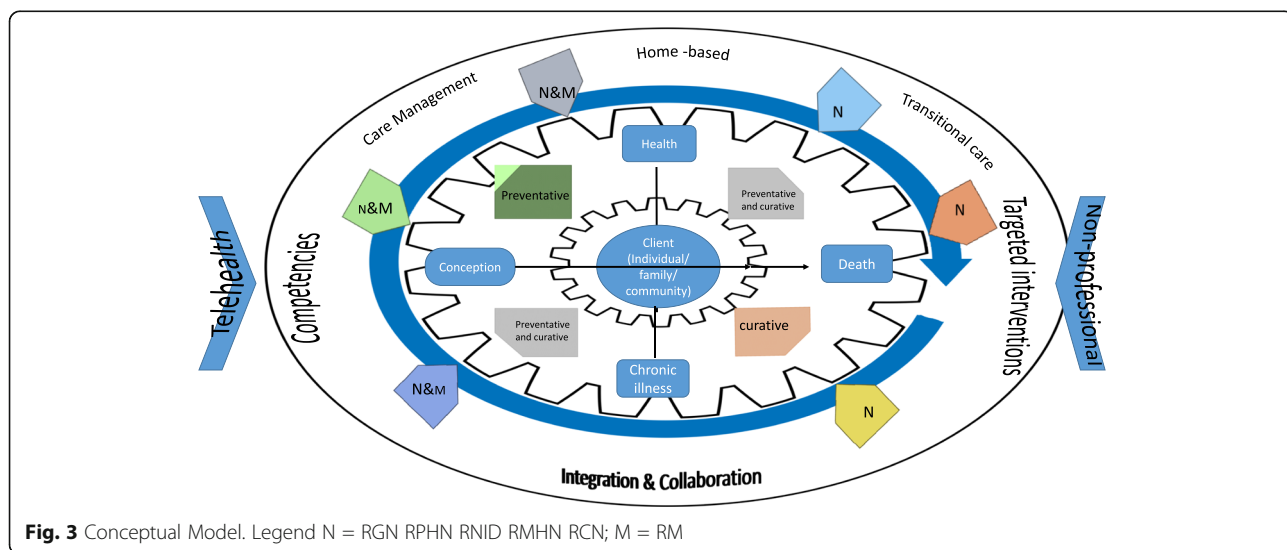 Home -based
Care Management
Transitional care
N&M
N
Health
Preventative
Preventative
and curative
N&M
N
Telehealth
Competencies
Conception
Client
(Individual/
family/
community)
Death
Targeted interventions
Non-professional
Preventative
and curative
curative
Chronic
illness
N&M
N
Integration & Collaboration
Fig. 3 Conceptual Model. Legend N = RGN RPHN RNID RMHN RCN; M = RM